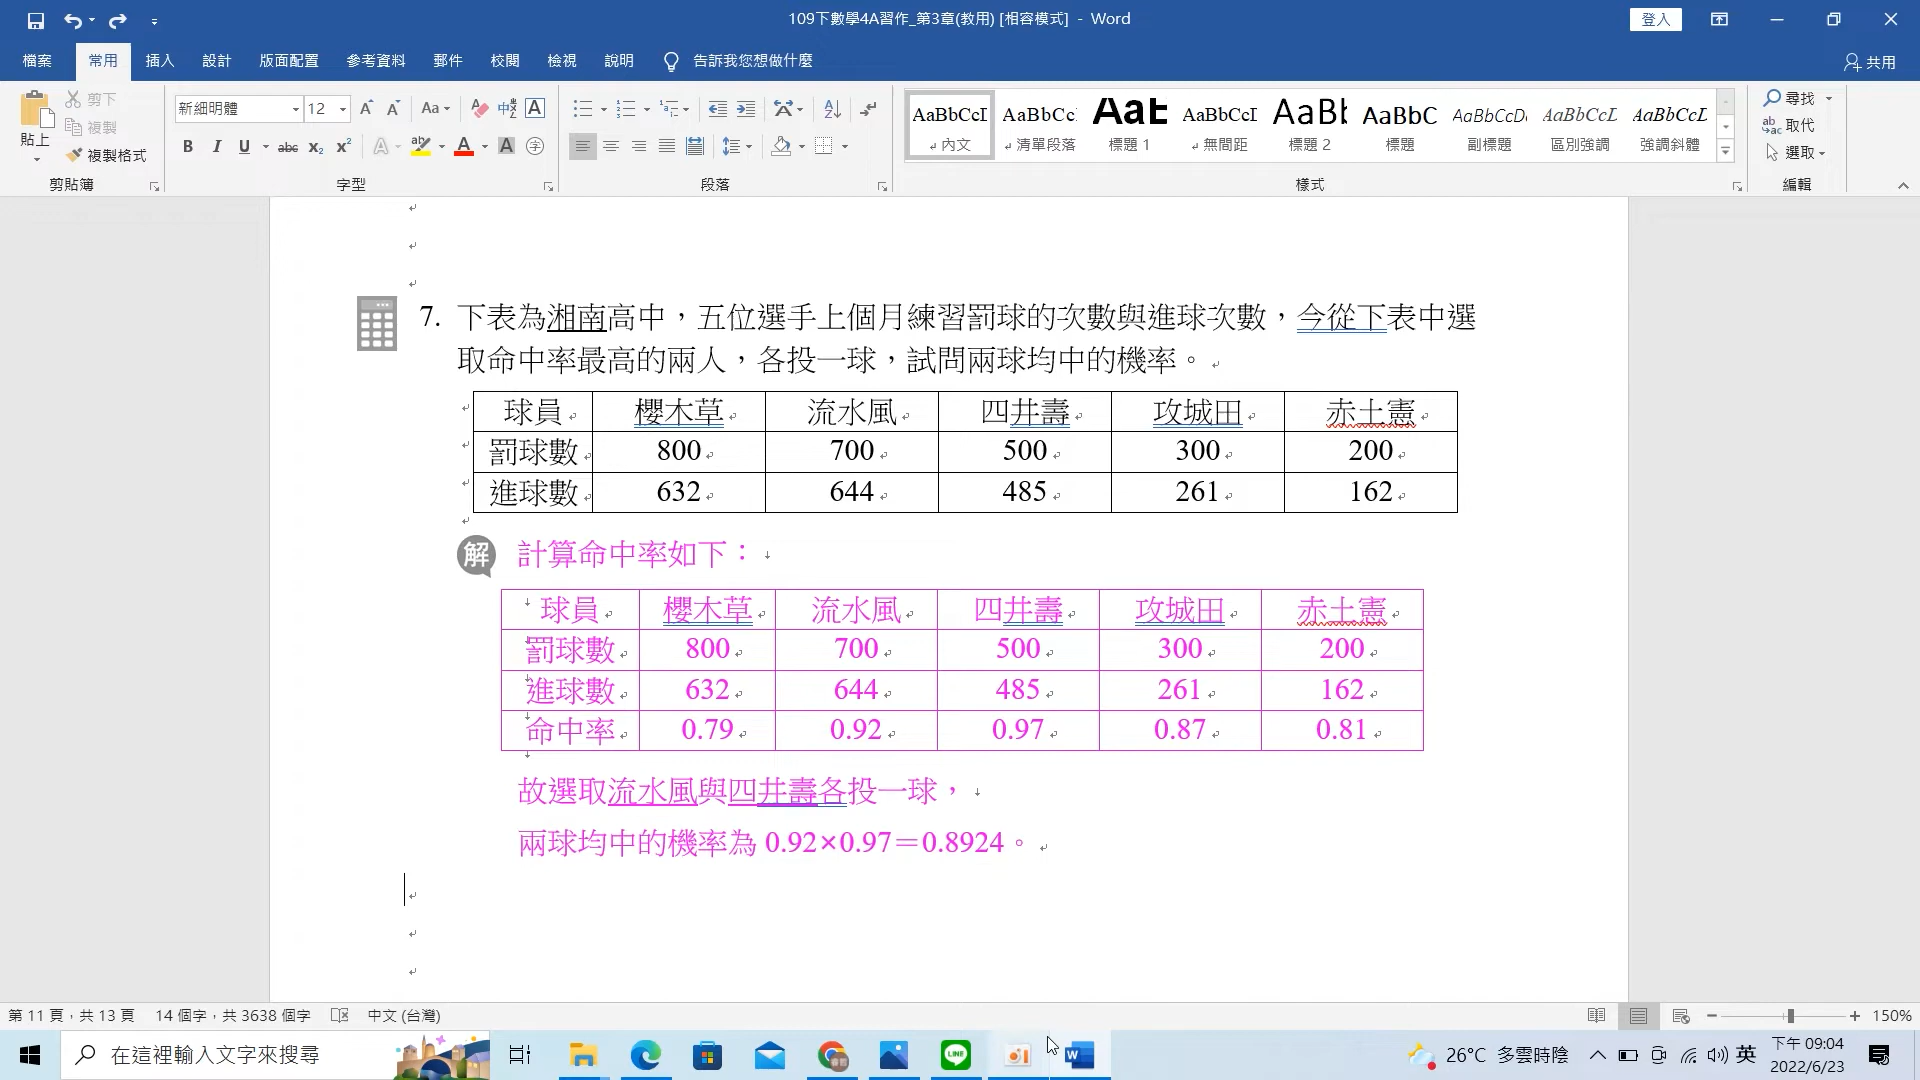 109下數學4A習作_第3章(教用) [相容模式] - Word
登入
檔案 常用 插入 設計 版面配置 參考資料 郵件 校閱 檢視 說明 告訴我您想做什麼
共用
貼上
剪下
複製
複製格式
剪貼簿
新細明體 12
字型
段落
AaBbCcI AaBbCc AaE AaBbCcI AaBb AaBbC AaBbCcD AaBbCcL AaBbCcL
內文 清單段落 標題 1 無間距 標題 2 標題 副標題 區別強調 強調斜體
樣式
尋找
取代
選取
編輯
7. 下表為湘南高中，五位選手上個月練習罰球的次數與進球次數，今從下表中選
取命中率最高的兩人，各投一球，試問兩球均中的機率。
球員 櫻木草 流水風 四井壽 攻城田 赤土憲
罰球數 800 700 500 300 200
進球數 632 644 485 261 162
解 計算命中率如下：
球員 櫻木草 流水風 四井壽 攻城田 赤土憲
罰球數 800 700 500 300 200
進球數 632 644 485 261 162
命中率 0.79 0.92 0.97 0.87 0.81
故選取流水風與四井壽各投一球，
兩球均中的機率為 0.92×0.97＝0.8924。
第 11 頁，共 13 頁 14 個字，共 3638 個字 中文 (台灣)
150%
在這裡輸入文字來搜尋
26°C 多雲時陰
英
下午 09:04
2022/6/23